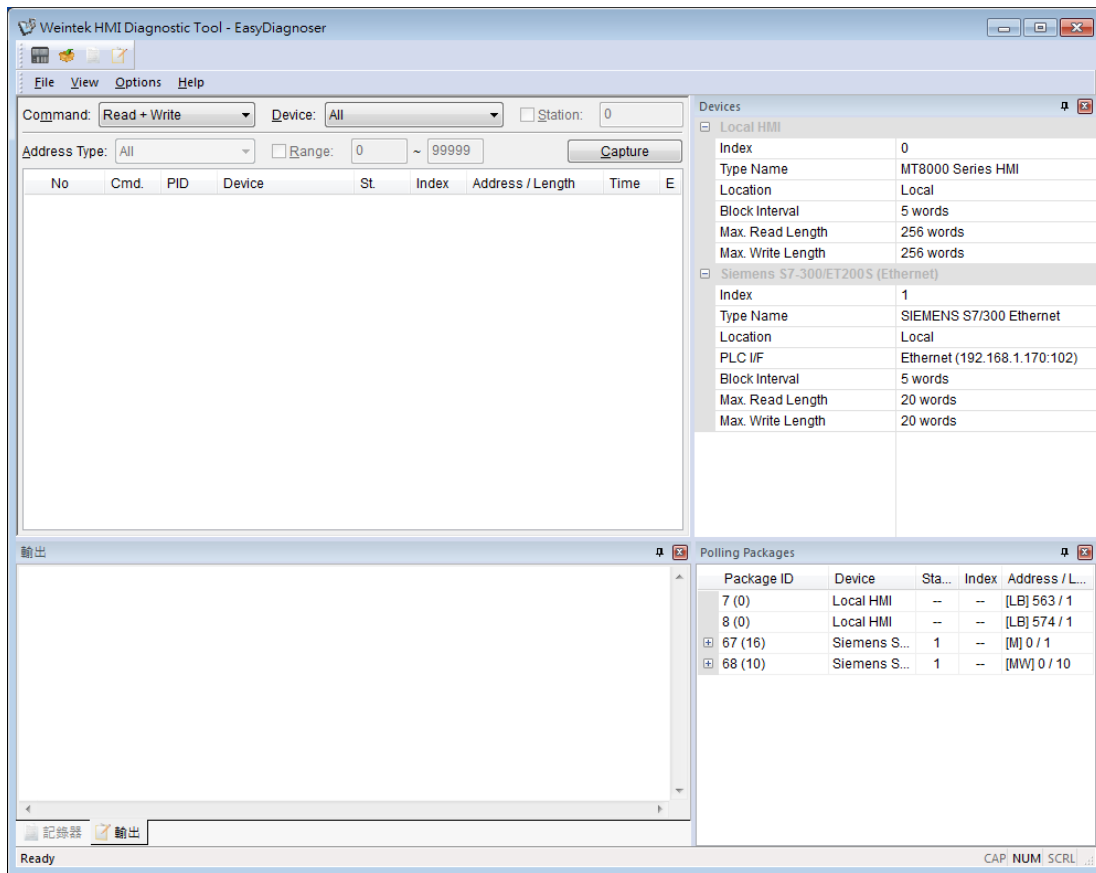 Weintek HMI Diagnostic Tool - EasyDiagnoser
File View Options Help
Command: Read + Write Device: All Station: 0
Address Type: All Range: 0 ~ 99999 Capture
No Cmd. PID Device St. Index Address / Length Time E
Devices
Local HMI
Index 0
Type Name MT8000 Series HMI
Location Local
Block Interval 5 words
Max. Read Length 256 words
Max. Write Length 256 words
Siemens S7-300/ET200S (Ethernet)
Index 1
Type Name SIEMENS S7/300 Ethernet
Location Local
PLC I/F Ethernet (192.168.1.170:102)
Block Interval 5 words
Max. Read Length 20 words
Max. Write Length 20 words
輸出
記錄器 輸出
Polling Packages
Package ID Device Sta... Index Address / L...
7 (0) Local HMI -- -- [LB] 563 / 1
8 (0) Local HMI -- -- [LB] 574 / 1
67 (16) Siemens S... 1 -- [M] 0 / 1
68 (10) Siemens S... 1 -- [MW] 0 / 10
Ready CAP NUM SCRL